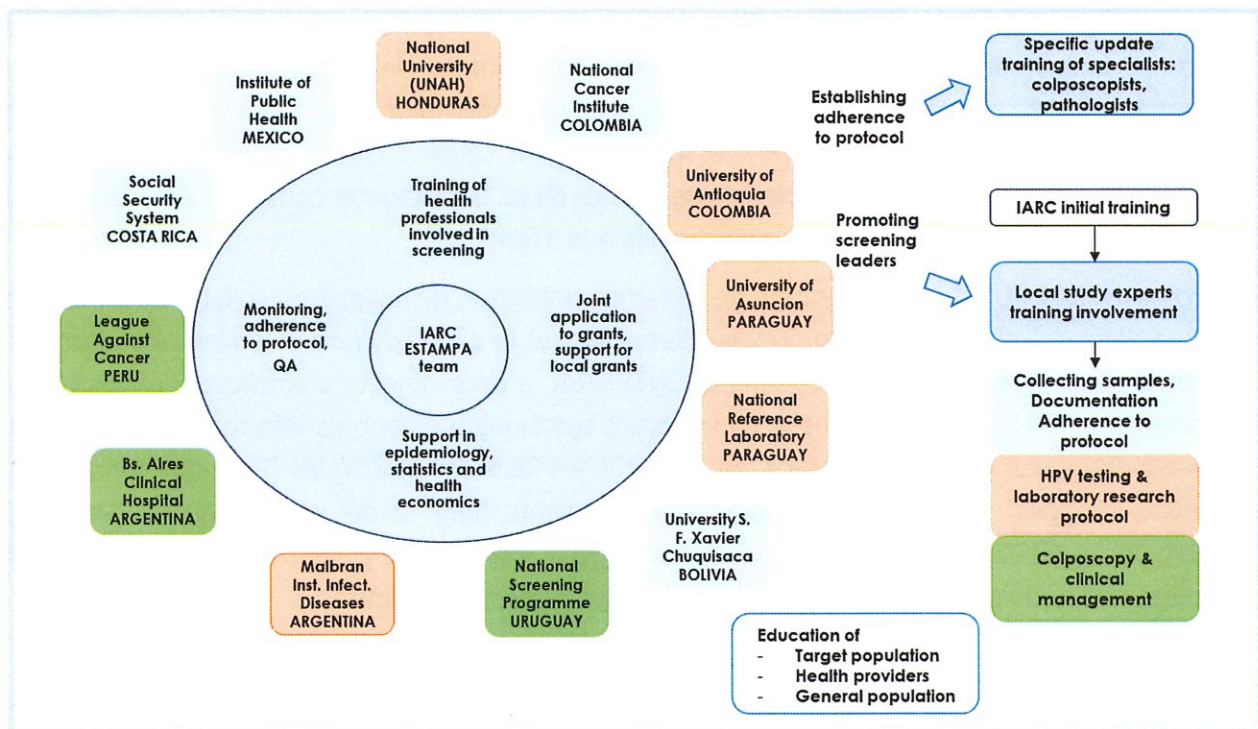 National
University
(UNAH)
HONDURAS
National
Cancer
Institute
COLOMBIA
Institute of
Public
Health
MEXICO
Social
Security
System
COSTA RICA
University of
Antioquia
COLOMBIA
League
Against
Cancer
PERU
University of
Asuncion
PARAGUAY
Bs. Aires
Clinical
Hospital
ARGENTINA
National
Reference
Laboratory
PARAGUAY
Malbran
Inst. Infect.
Diseases
ARGENTINA
National
Screening
Programme
URUGUAY
University S.
F. Xavier
Chuquisaca
BOLIVIA
Training of
health
professionals
involved in
screening
Monitoring,
adherence to
protocol,
QA
IARC
ESTAMPA
team
Joint
application
to grants,
support for
local grants
Support in
epidemiology,
statistics and
health
economics
Establishing
adherence
to protocol
Specific update
training of specialists:
colposcopists,
pathologists
Promoting
screening
leaders
IARC initial training
Local study experts
training involvement
Collecting samples,
Documentation
Adherence to
protocol
HPV testing &
laboratory research
protocol
Colposcopy &
clinical
management
Education of
- Target population
- Health providers
- General population